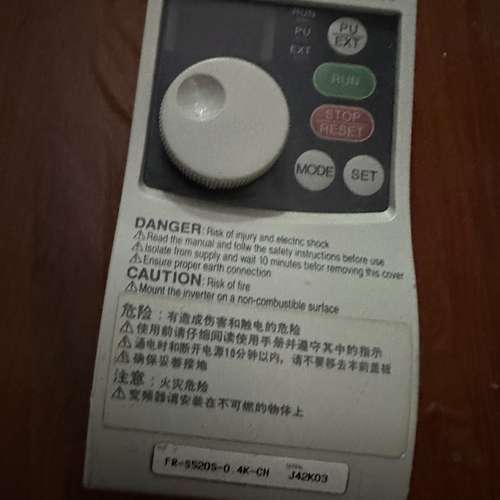 RUN
PU
EXT
PU
EXT
RUN
STOP
RESET
MODE
SET
DANGER: Risk of injury and electric shock
⚠Read the manual and follw the safety instructions before use
⚠Isolate from supply and wait 10 minutes befor removing this cover
⚠Ensure proper earth connection
CAUTION: Risk of fire
⚠Mount the inverter on a non-combustible surface
危险：有造成伤害和触电的危险
⚠使用前请仔细阅读使用手册并遵守其中的指示
⚠通电时和断开电源10分钟以内，请不要移去本前盖板
⚠确保妥善接地
注意：火灾危险
⚠变频器请安装在不可燃的物体上
FR-S520S-0.4K-CH
J42K03